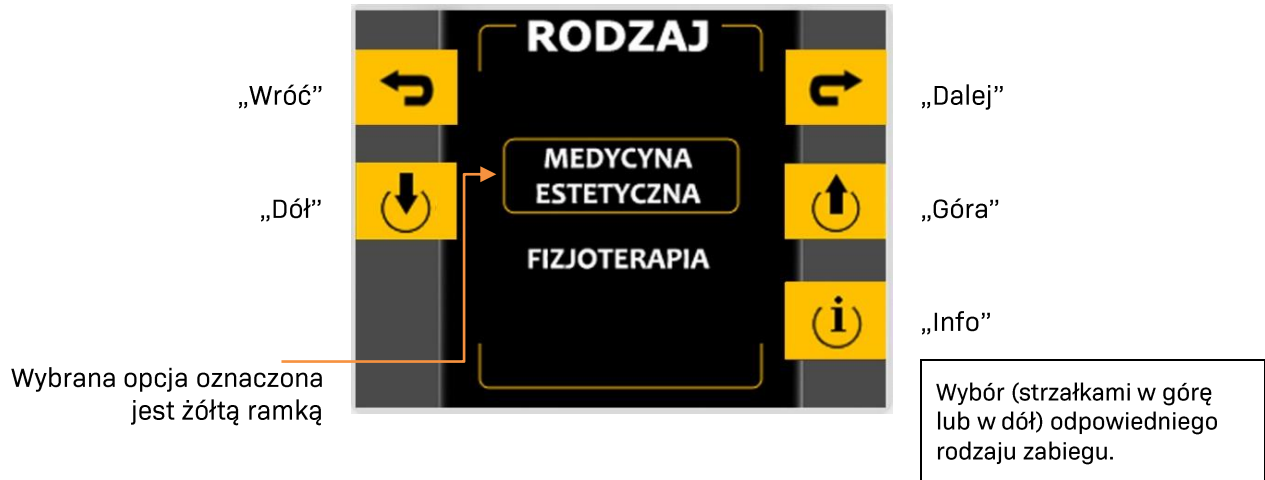 RODZAJ
„Wróć”
„Dalej”
MEDYCYNA
ESTETYCZNA
„Dół”
„Góra”
FIZJOTERAPIA
i
„Info”
Wybrana opcja oznaczona
jest żółtą ramką
Wybór (strzałkami w górę
lub w dół) odpowiedniego
rodzaju zabiegu.